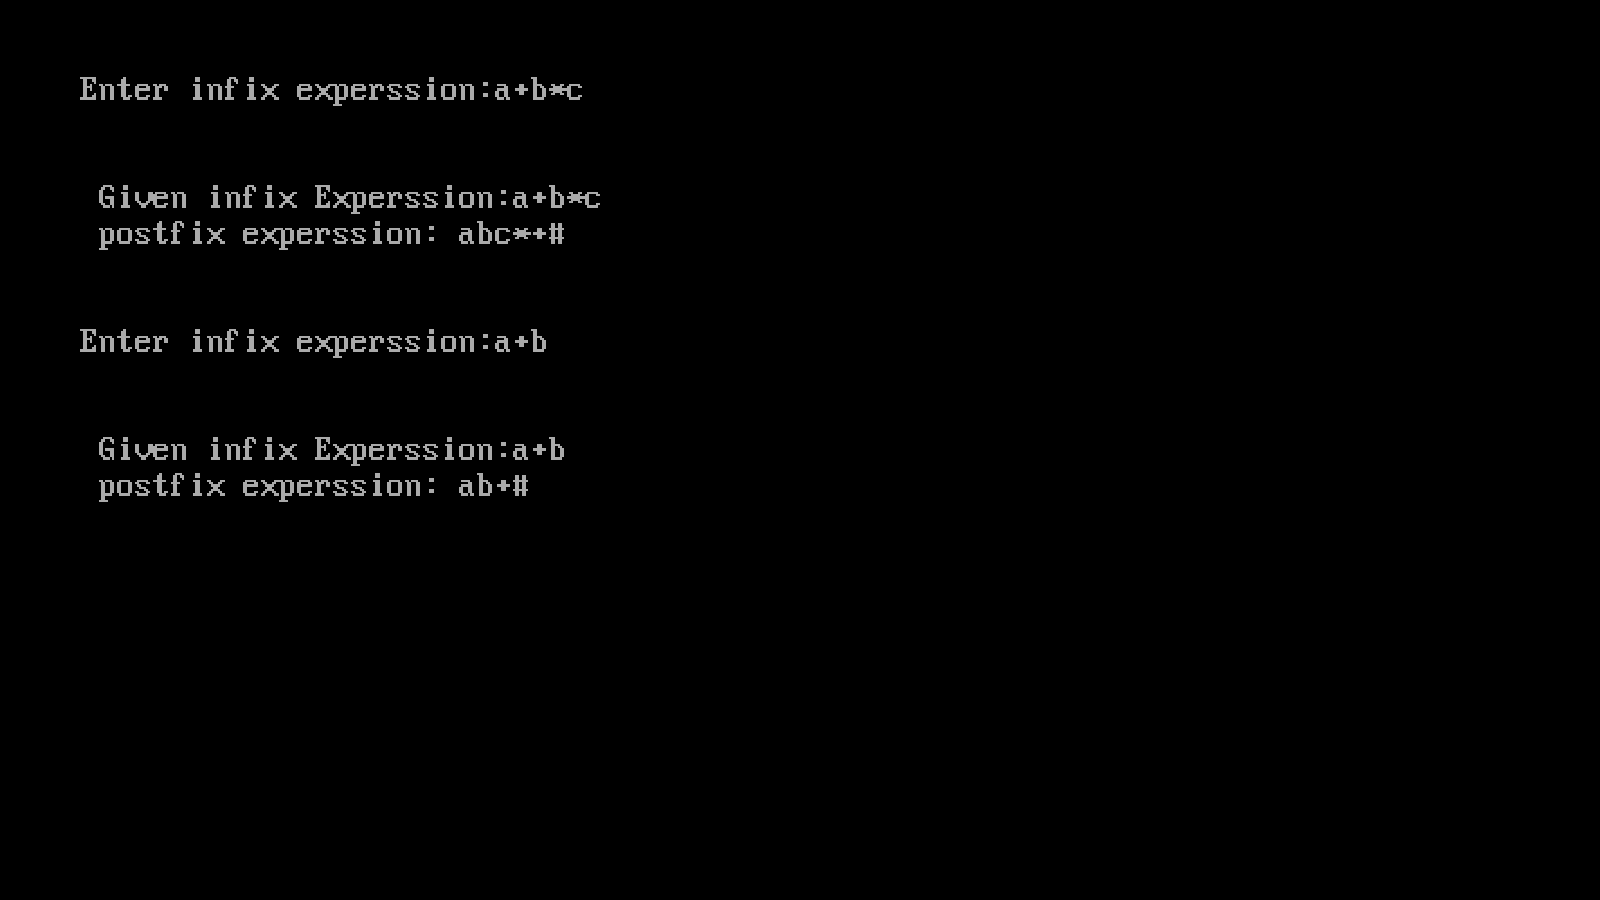 Enter infix experssion:a+b*c
Given infix Experssion:a+b*c
postfix experssion: abc*+#
Enter infix experssion:a+b
Given infix Experssion:a+b
postfix experssion: ab+#